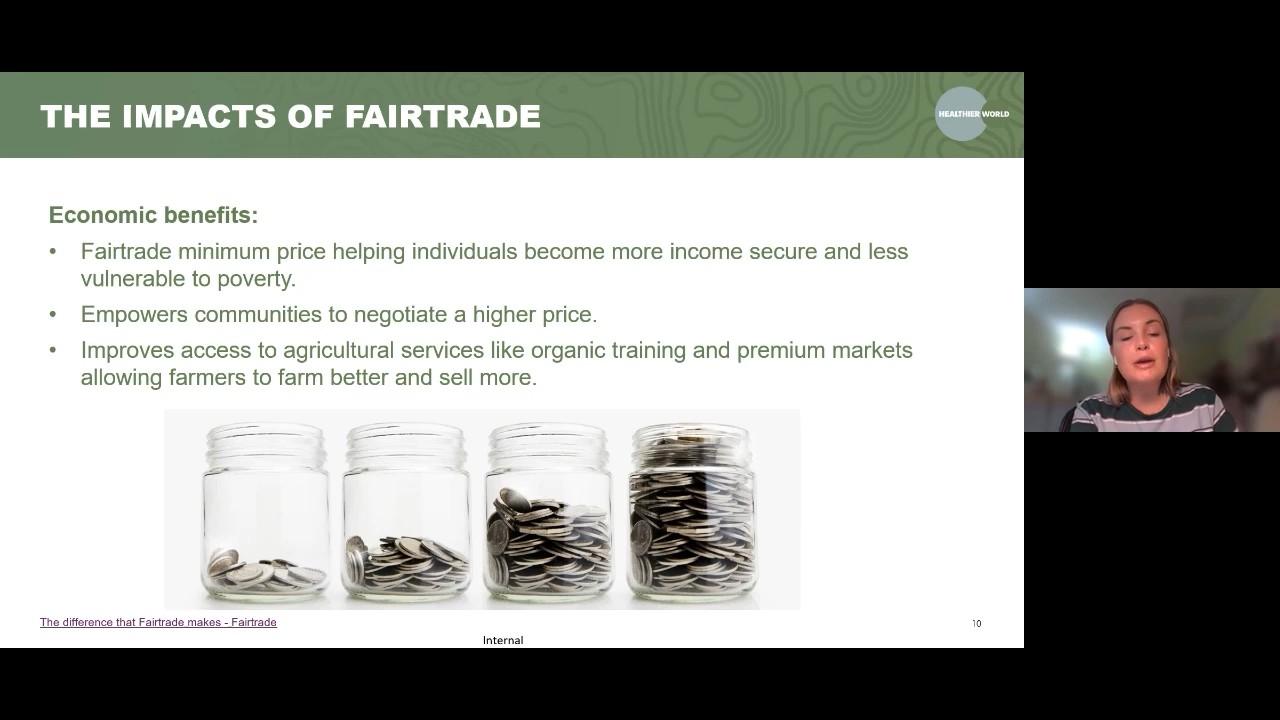 THE IMPACTS OF FAIRTRADE
HEALTHIER WORLD
Economic benefits:
• Fairtrade minimum price helping individuals become more income secure and less
vulnerable to poverty.
• Empowers communities to negotiate a higher price.
• Improves access to agricultural services like organic training and premium markets
allowing farmers to farm better and sell more.
The difference that Fairtrade makes - Fairtrade
10
Internal